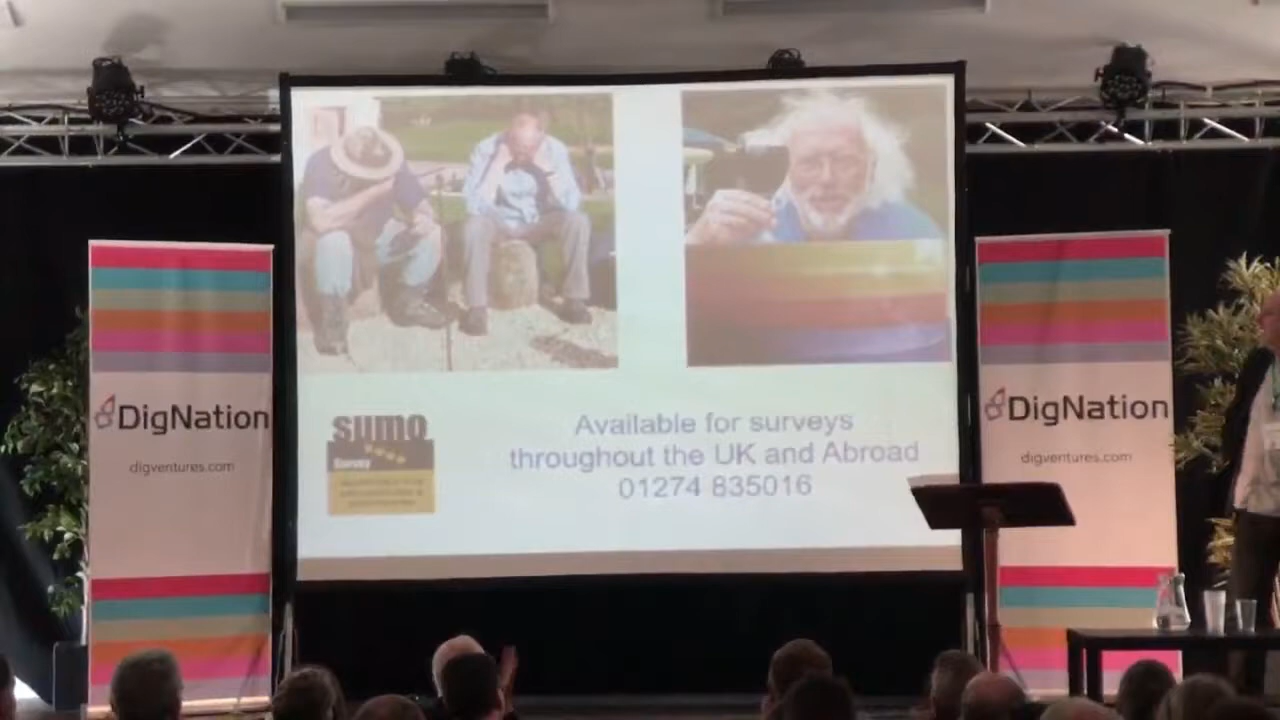 sumo
Survey
Available for surveys
throughout the UK and Abroad
01274 835016
DigNation
digventures.com
DigNation
digventures.com